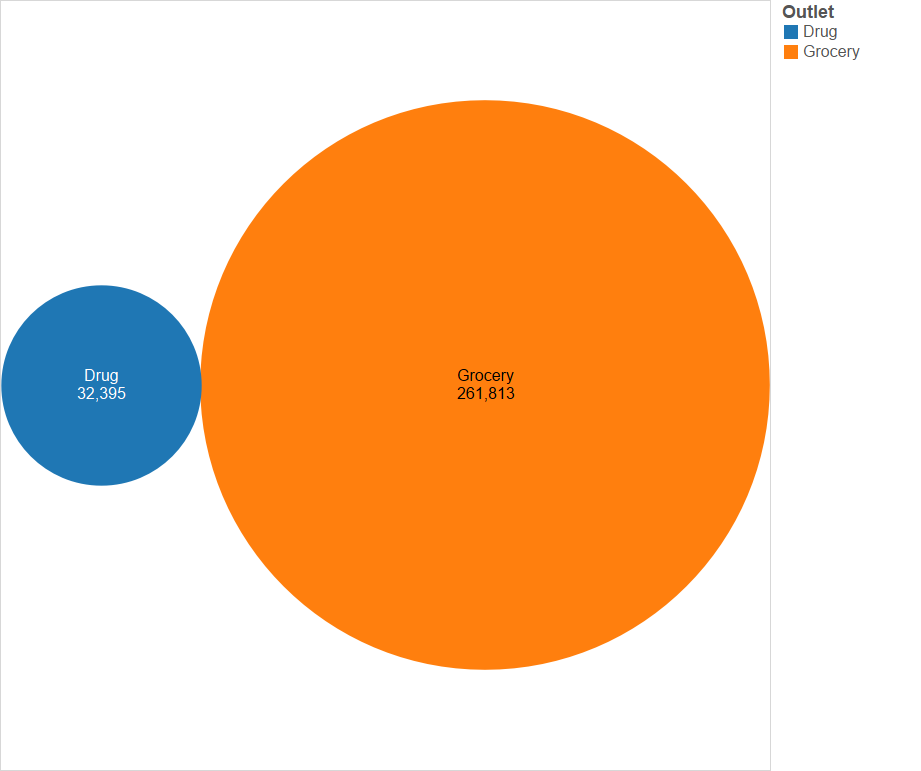 Outlet
Drug
Grocery
Drug
32,395
Grocery
261,813